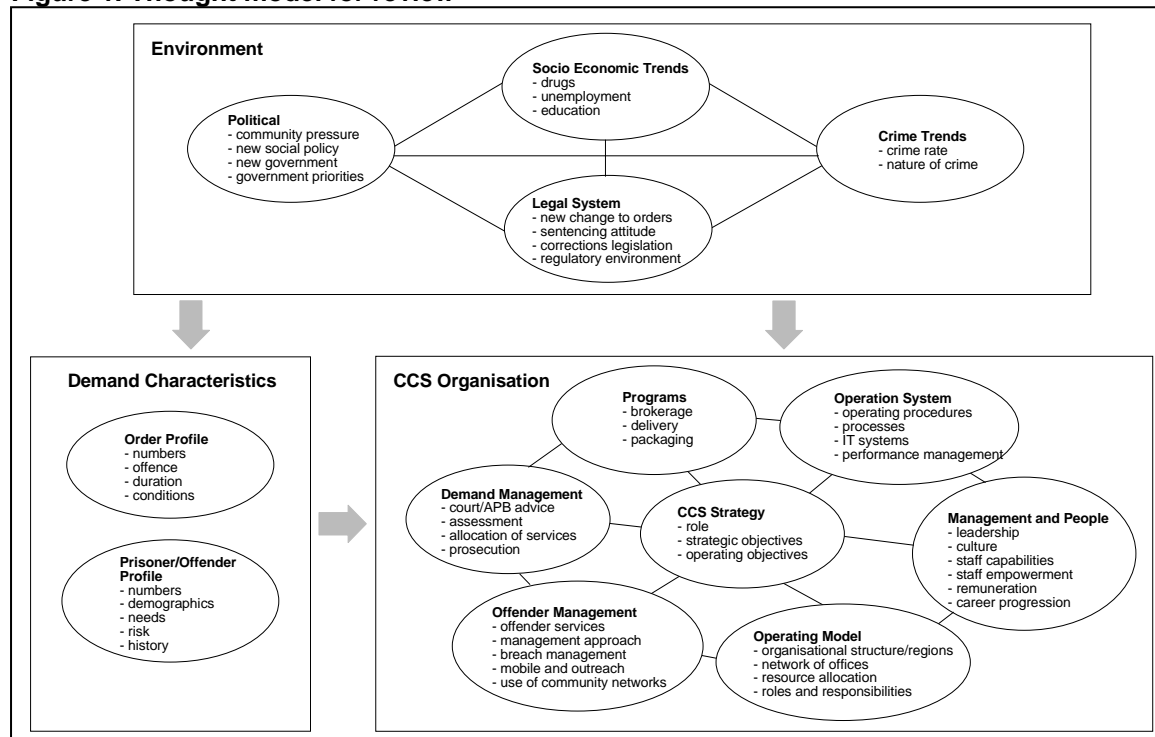 Figure 1: Thought Model for review
Environment
Socio Economic Trends
- drugs
- unemployment
- education
Political
- community pressure
- new social policy
- new government
- government priorities
Crime Trends
- crime rate
- nature of crime
Legal System
- new change to orders
- sentencing attitude
- corrections legislation
- regulatory environment
Demand Characteristics
Order Profile
- numbers
- offence
- duration
- conditions
Prisoner/Offender
Profile
- numbers
- demographics
- needs
- risk
- history
CCS Organisation
Programs
- brokerage
- delivery
- packaging
Operation System
- operating procedures
- processes
- IT systems
- performance management
Demand Management
- court/APB advice
- assessment
- allocation of services
- prosecution
CCS Strategy
- role
- strategic objectives
- operating objectives
Management and People
- leadership
- culture
- staff capabilities
- staff empowerment
- remuneration
- career progression
Offender Management
- offender services
- management approach
- breach management
- mobile and outreach
- use of community networks
Operating Model
- organisational structure/regions
- network of offices
- resource allocation
- roles and responsibilities